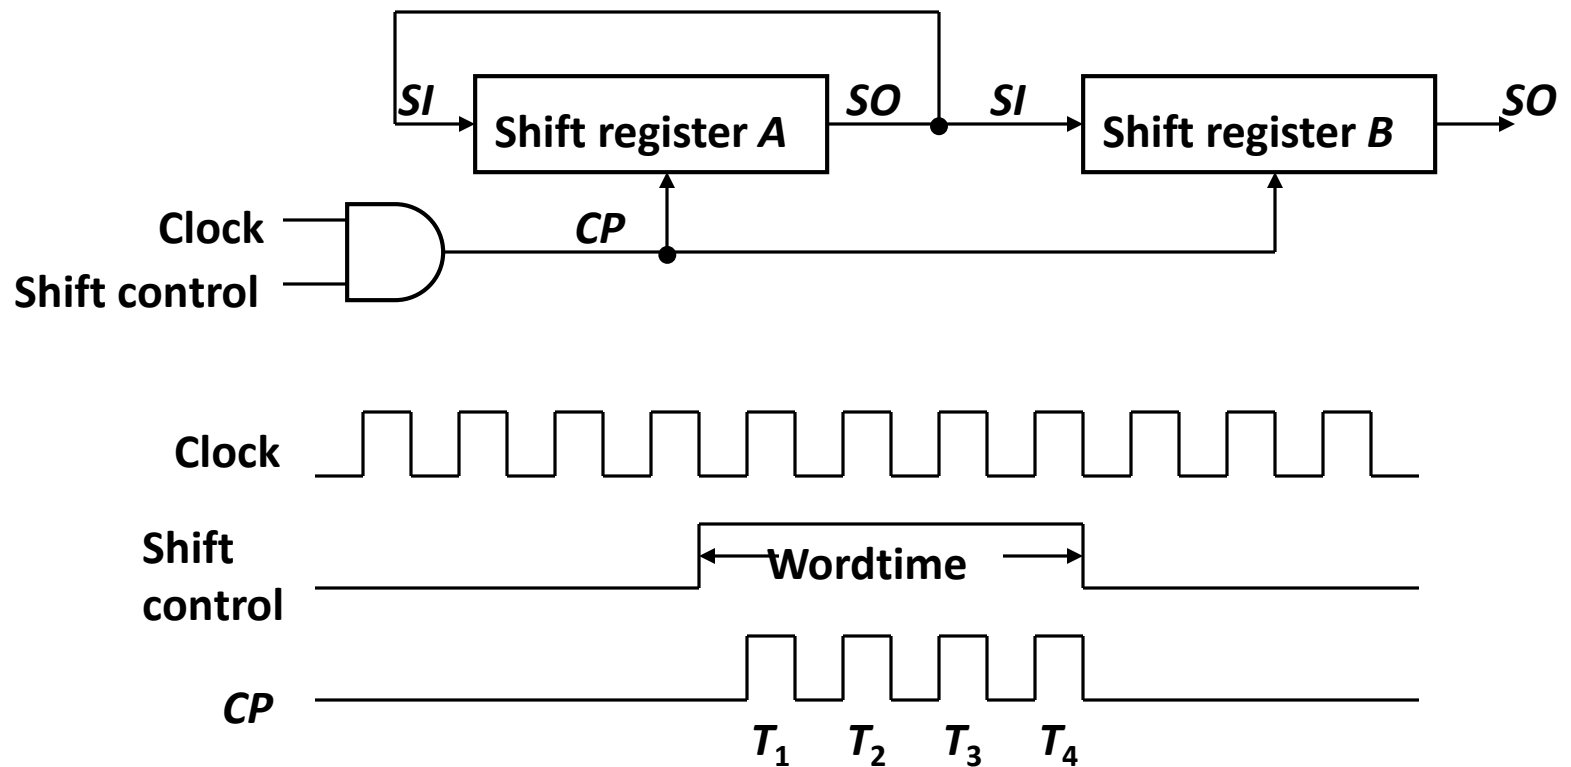 SI
SO
SI
SO
Shift register A
Shift register B
Clock
CP
Shift control
Clock
Shift
control
Wordtime
CP
T1 T2 T3 T4